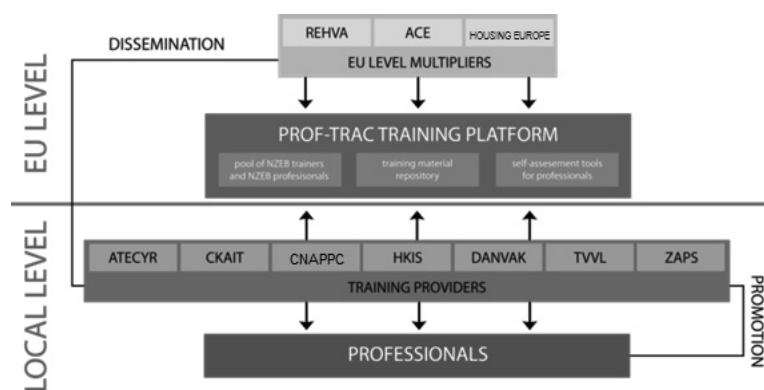 DISSEMINATION
REHVA
ACE
HOUSING EUROPE
EU LEVEL MULTIPLIERS
EU LEVEL
PROF-TRAC TRAINING PLATFORM
pool of NZEB trainers
and NZEB profesisonals
training material
repository
self-assesement tools
for professionals
LOCAL LEVEL
ATECYR
CKAIT
CNAPPC
HKIS
DANVAK
TVVL
ZAPS
TRAINING PROVIDERS
PROMOTION
PROFESSIONALS